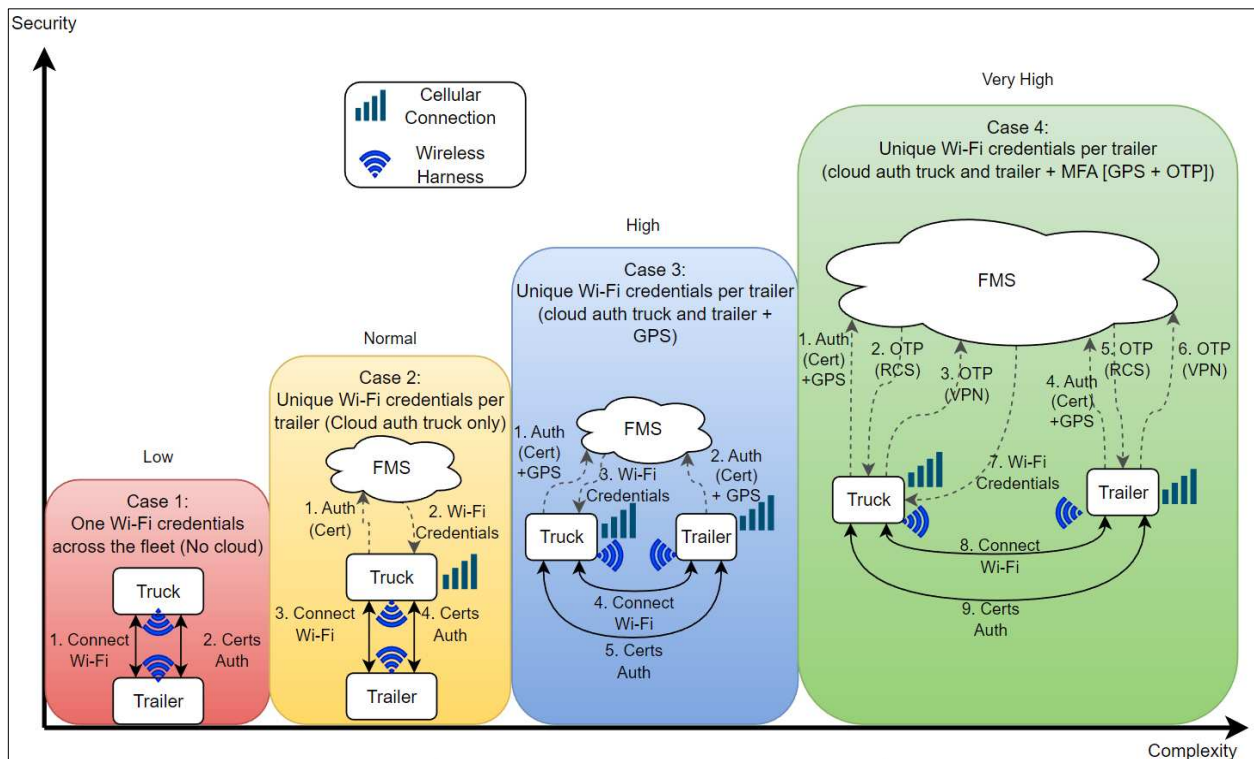 Security
Cellular
Connection
Wireless
Harness
Low
Case 1:
One Wi-Fi credentials
across the fleet (No cloud)
Truck
1. Connect
Wi-Fi
2. Certs
Auth
Trailer
Normal
Case 2:
Unique Wi-Fi credentials per
trailer (Cloud auth truck only)
FMS
1. Auth
(Cert)
2. Wi-Fi
Credentials
Truck
3. Connect
Wi-Fi
4. Certs
Auth
Trailer
High
Case 3:
Unique Wi-Fi credentials per trailer
(cloud auth truck and trailer +
GPS)
FMS
1. Auth
(Cert)
+GPS
3. Wi-Fi
Credentials
2. Auth
(Cert)
+ GPS
Truck
Trailer
4. Connect
Wi-Fi
5. Certs
Auth
Very High
Case 4:
Unique Wi-Fi credentials per trailer
(cloud auth truck and trailer + MFA [GPS + OTP])
FMS
1. Auth
(Cert)
+GPS
2. OTP
(RCS)
3. OTP
(VPN)
4. Auth
(Cert)
+GPS
5. OTP
(RCS)
6. OTP
(VPN)
7. Wi-Fi
Credentials
Truck
Trailer
8. Connect
Wi-Fi
9. Certs
Auth
Complexity